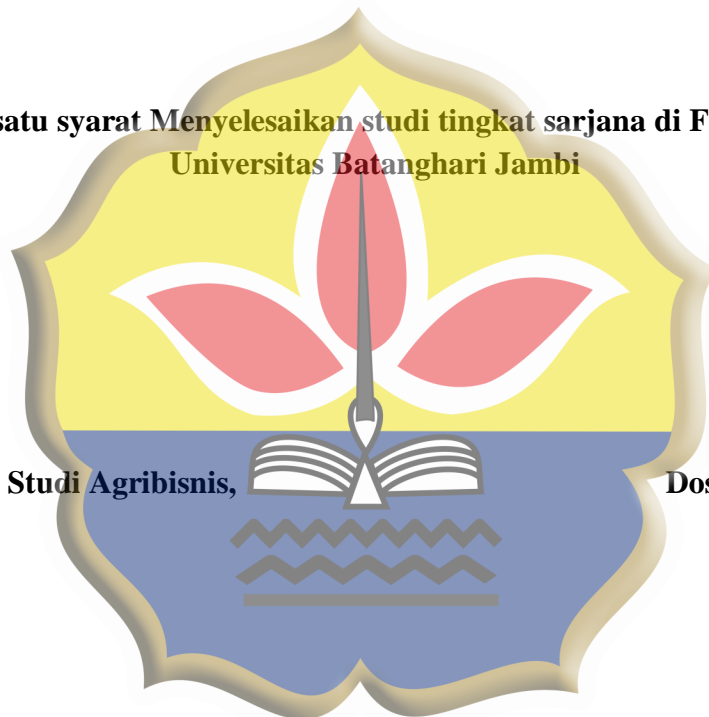 satu syarat Menyelesaikan studi tingkat sarjana di F
Universitas Batanghari Jambi
Studi Agribisnis, Dos